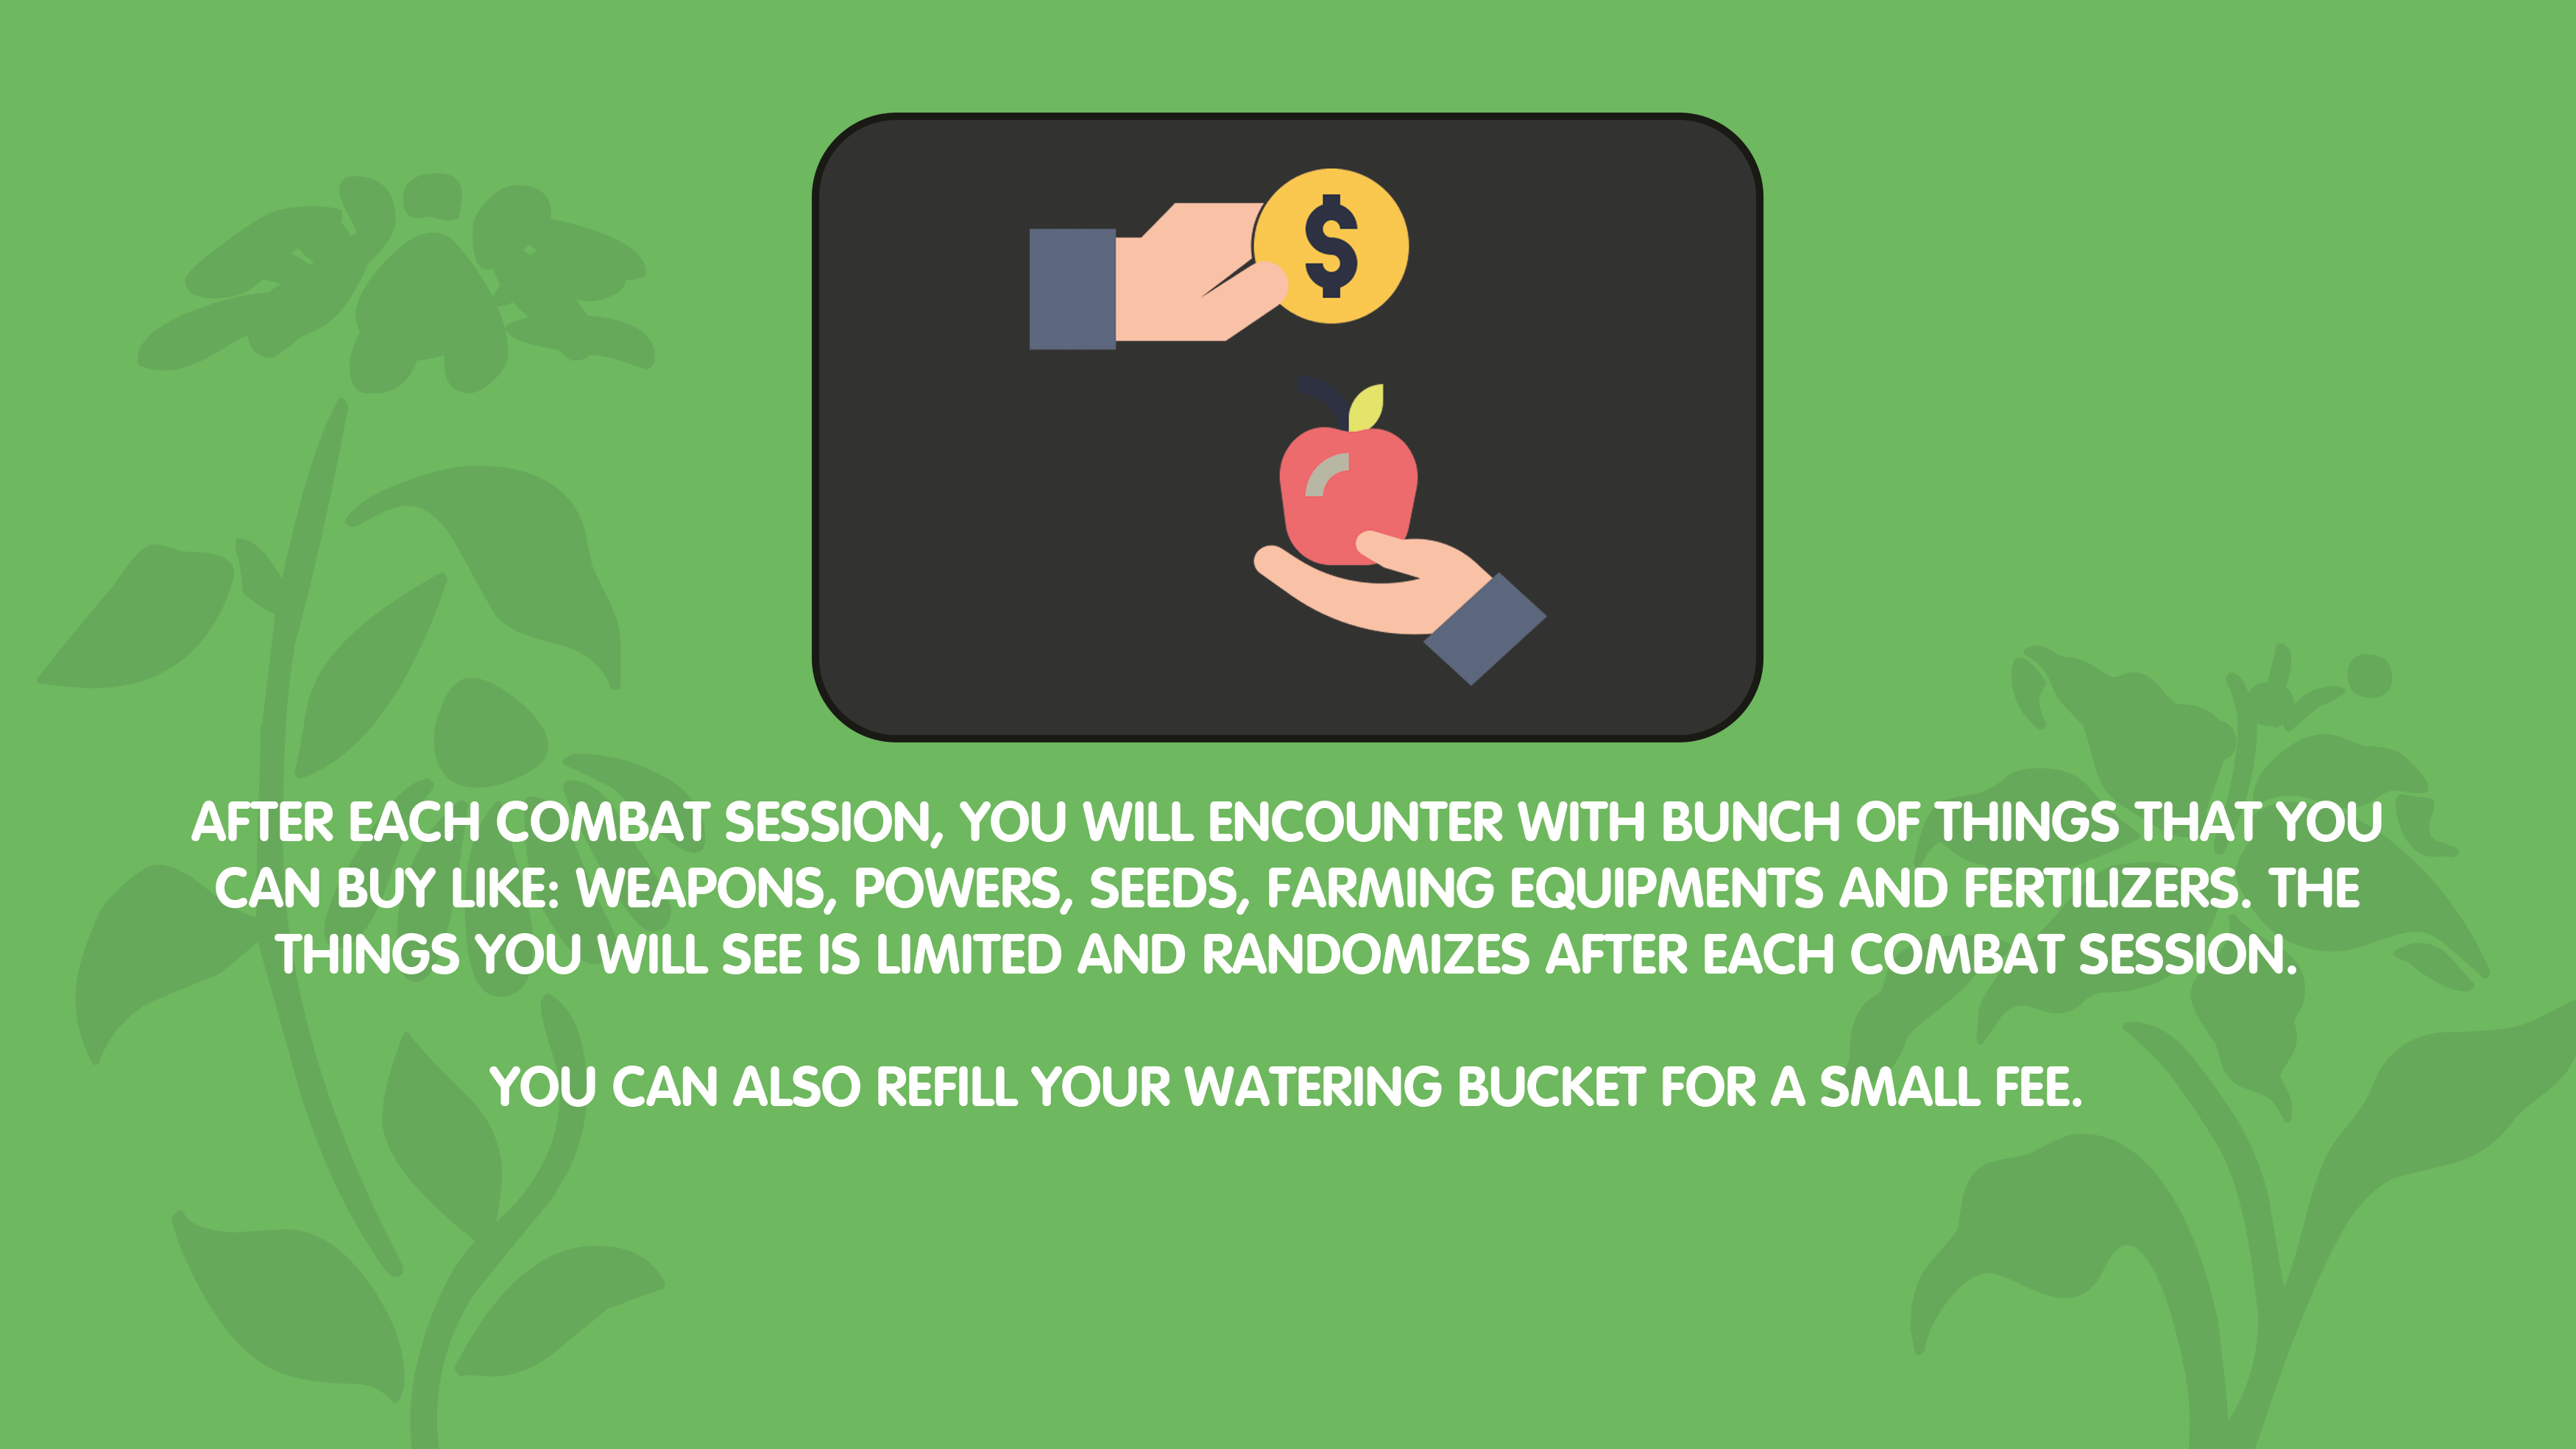 $
AFTER EACH COMBAT SESSION, YOU WILL ENCOUNTER WITH BUNCH OF THINGS THAT YOU
CAN BUY LIKE: WEAPONS, POWERS, SEEDS, FARMING EQUIPMENTS AND FERTILIZERS. THE
THINGS YOU WILL SEE IS LIMITED AND RANDOMIZES AFTER EACH COMBAT SESSION.
YOU CAN ALSO REFILL YOUR WATERING BUCKET FOR A SMALL FEE.